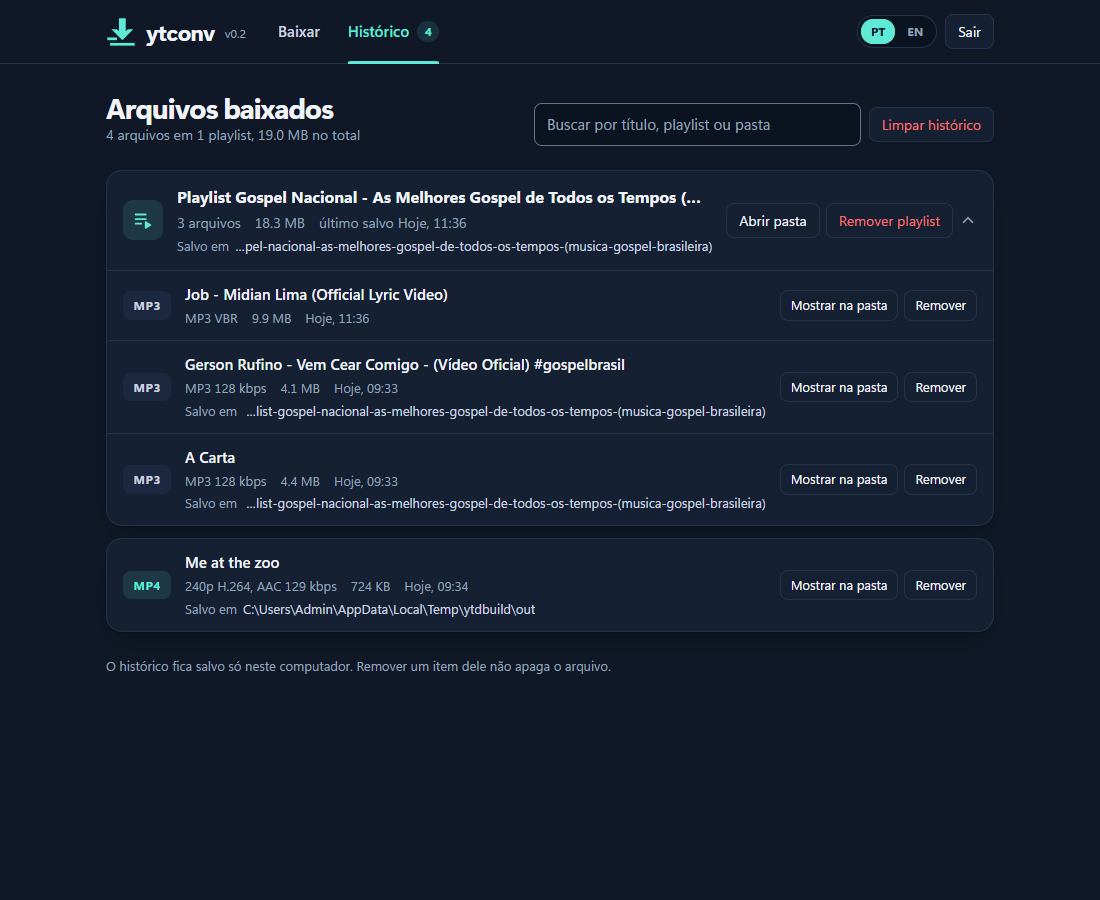 ytconv v0.2 Baixar Histórico 4 PT EN Sair
Arquivos baixados
4 arquivos em 1 playlist, 19.0 MB no total
Buscar por título, playlist ou pasta
Limpar histórico
Playlist Gospel Nacional - As Melhores Gospel de Todos os Tempos (...
3 arquivos 18.3 MB último salvo Hoje, 11:36
Salvo em ...pel-nacional-as-melhores-gospel-de-todos-os-tempos-(musica-gospel-brasileira)
Abrir pasta Remover playlist
MP3
Job - Midian Lima (Official Lyric Video)
MP3 VBR 9.9 MB Hoje, 11:36
Mostrar na pasta Remover
MP3
Gerson Rufino - Vem Cear Comigo - (Vídeo Oficial) #gospelbrasil
MP3 128 kbps 4.1 MB Hoje, 09:33
Salvo em ...list-gospel-nacional-as-melhores-gospel-de-todos-os-tempos-(musica-gospel-brasileira)
Mostrar na pasta Remover
MP3
A Carta
MP3 128 kbps 4.4 MB Hoje, 09:33
Salvo em ...list-gospel-nacional-as-melhores-gospel-de-todos-os-tempos-(musica-gospel-brasileira)
Mostrar na pasta Remover
MP4
Me at the zoo
240p H.264, AAC 129 kbps 724 KB Hoje, 09:34
Salvo em C:\Users\Admin\AppData\Local\Temp\ytdbuild\out
Mostrar na pasta Remover
O histórico fica salvo só neste computador. Remover um item dele não apaga o arquivo.